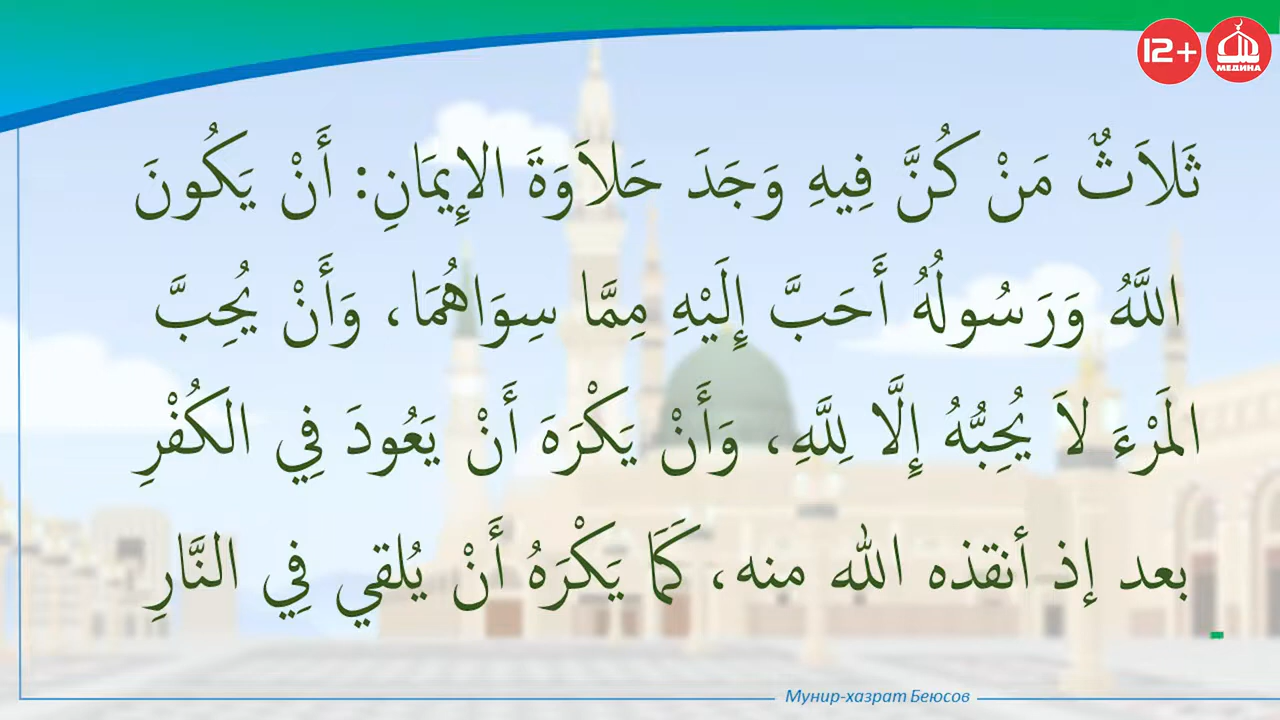 12+
МЕДИНА
ثَلاَثٌ مَنْ كُنَّ فِيهِ وَجَدَ حَلاَوَةَ الإِيمَانِ: أَنْ يَكُونَ
اللَّهُ وَرَسُولُهُ أَحَبَّ إِلَيْهِ مِمَّا سِوَاهُمَا، وَأَنْ يُحِبَّ
المَرْءَ لاَ يُحِبُّهُ إِلَّا لِلَّهِ، وَأَنْ يَكْرَهَ أَنْ يَعُودَ فِي الكُفْرِ
بعد إذ أنقذه الله منه، كَمَا يَكْرَهُ أَنْ يُلقي فِي النَّارِ
Мунир-хазрат Беюсов